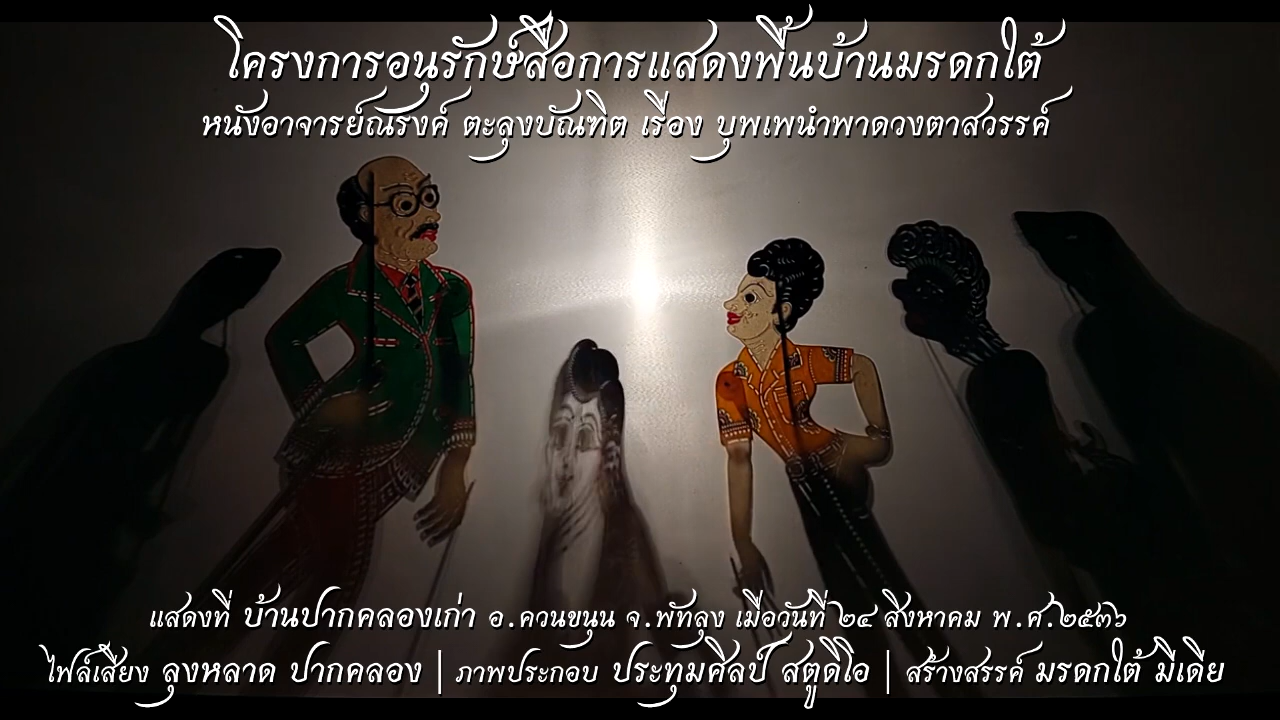 โครงการอนุรักษ์สื่อการแสดงพื้นบ้านมรดกใต้
หนังอาจารย์ณรงค์ ตะลุงบัณฑิต เรื่อง บุพเพนำพาดวงตาสวรรค์
แสดงที่ บ้านปากคลองเก่า อ.ควนขนุน จ.พัทลุง เมื่อวันที่ ๒๔ สิงหาคม พ.ศ.๒๕๓๖
ไฟล์เสียง ลุงหลาด ปากคลอง | ภาพประกอบ ประทุมศิลป์ สตูดิโอ | สร้างสรรค์ มรดกใต้ มีเดีย